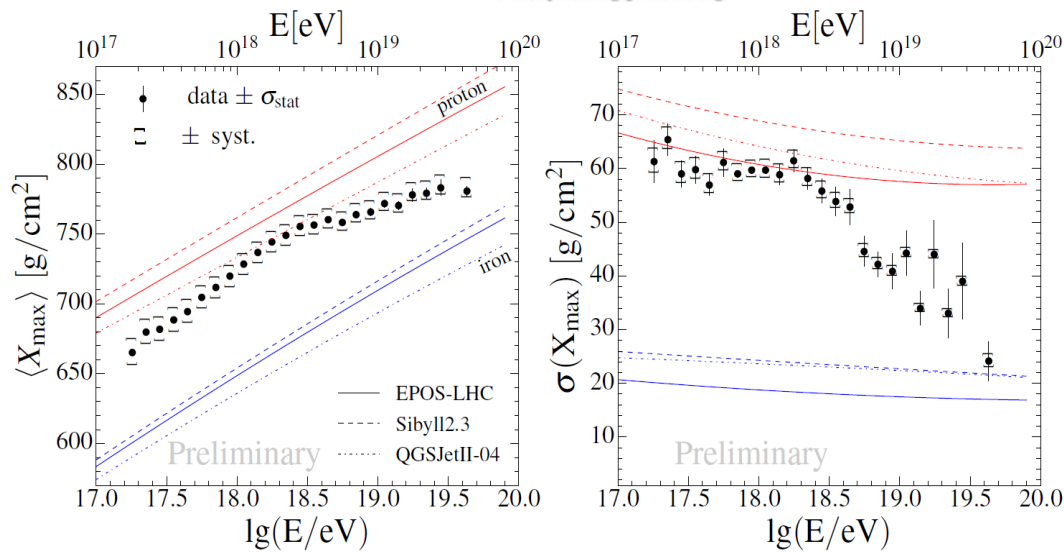 E[eV]
10^17 10^18 10^19 10^20
850
800
750
700
650
600
⟨X_max⟩ [g/cm^2]
data ± σ_stat
± syst.
proton
iron
EPOS-LHC
Sibyll2.3
QGSJetII-04
Preliminary
17.0 17.5 18.0 18.5 19.0 19.5 20.0
lg(E/eV)
E[eV]
10^17 10^18 10^19 10^20
70
60
50
40
30
20
10
σ(X_max) [g/cm^2]
Preliminary
17.0 17.5 18.0 18.5 19.0 19.5 20.0
lg(E/eV)